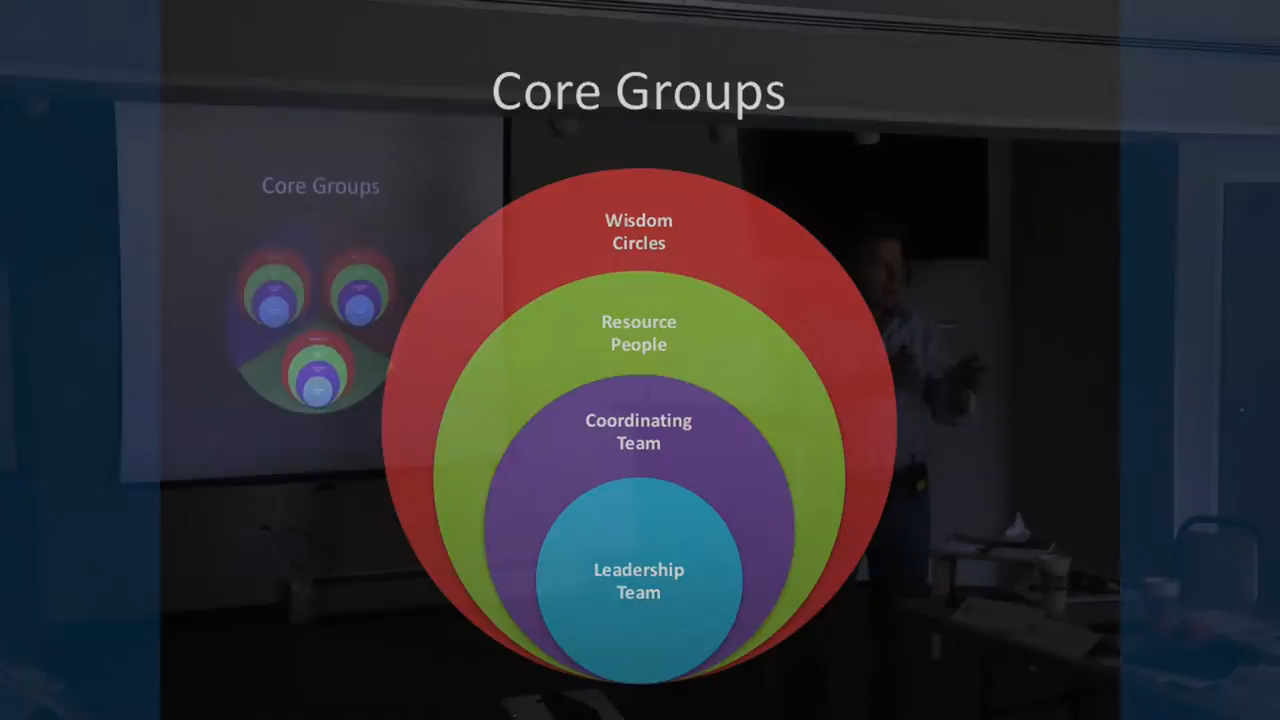 Core Groups
Core Groups
Wisdom
Circles
Resource
People
Coordinating
Team
Leadership
Team